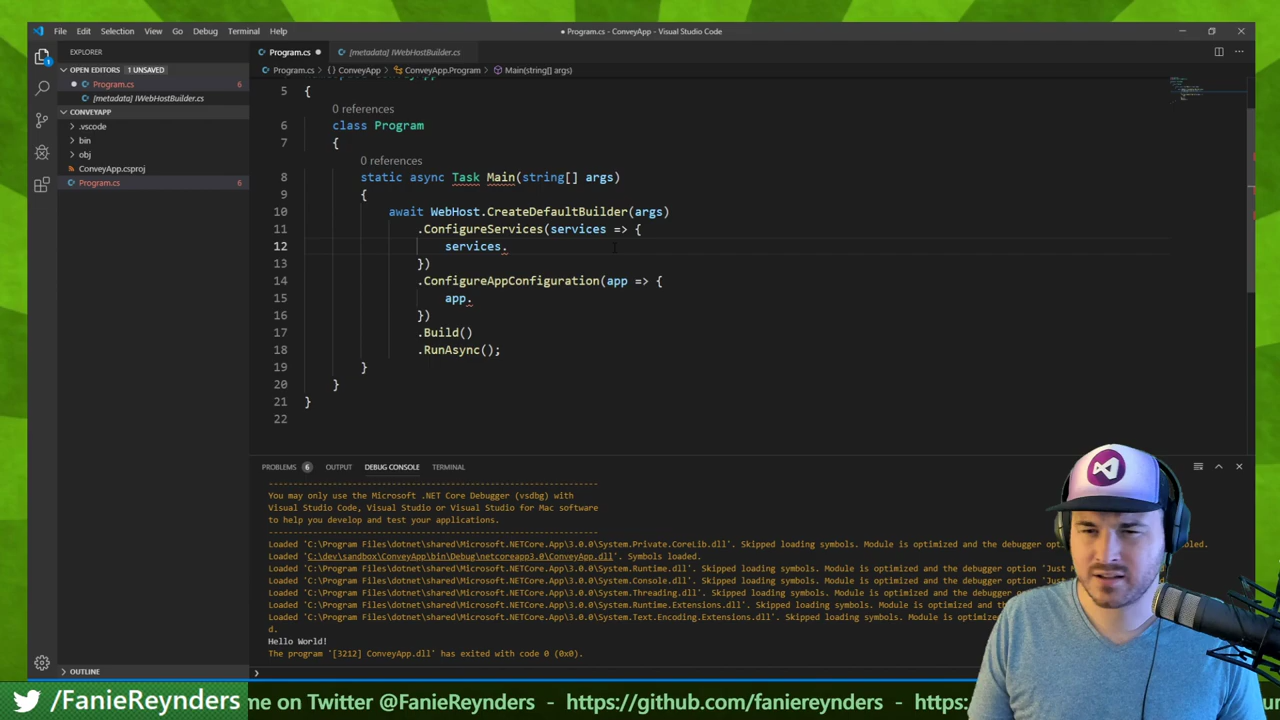 File Edit Selection View Go Debug Terminal Help
● Program.cs - ConveyApp - Visual Studio Code
EXPLORER
Program.cs ●
[metadata] IWebHostBuilder.cs
OPEN EDITORS 1 UNSAVED
Program.cs > ConveyApp > ConveyApp.Program > Main(string[] args)
● Program.cs 6
[metadata] IWebHostBuilder.cs
CONVEYAPP
.vscode
bin
obj
ConveyApp.csproj
Program.cs 6
OUTLINE
5 {
0 references
6 class Program
7 {
0 references
8 static async Task Main(string[] args)
9 {
10 await WebHost.CreateDefaultBuilder(args)
11 .ConfigureServices(services => {
12 services.
13 })
14 .ConfigureAppConfiguration(app => {
15 app.
16 })
17 .Build()
18 .RunAsync();
19 }
20 }
21 }
22
PROBLEMS 6 OUTPUT DEBUG CONSOLE TERMINAL
-------------------------------------------------------------------
You may only use the Microsoft .NET Core Debugger (vsdbg) with
Visual Studio Code, Visual Studio or Visual Studio for Mac software
to help you develop and test your applications.
-------------------------------------------------------------------
Loaded 'C:\Program Files\dotnet\shared\Microsoft.NETCore.App\3.0.0\System.Private.CoreLib.dll'. Skipped loading symbols. Module is optimized and the debugger
Loaded 'C:\dev\sandbox\ConveyApp\bin\Debug\netcoreapp3.0\ConveyApp.dll'. Symbols loaded.
Loaded 'C:\Program Files\dotnet\shared\Microsoft.NETCore.App\3.0.0\System.Runtime.dll'. Skipped loading symbols. Module is optimized and the debugger option 'Just
Loaded 'C:\Program Files\dotnet\shared\Microsoft.NETCore.App\3.0.0\System.Console.dll'. Skipped loading symbols. Module is optimized and the debugger option 'Just
Loaded 'C:\Program Files\dotnet\shared\Microsoft.NETCore.App\3.0.0\System.Threading.dll'. Skipped loading symbols. Module is optimized and the debugger option
Loaded 'C:\Program Files\dotnet\shared\Microsoft.NETCore.App\3.0.0\System.Runtime.Extensions.dll'. Skipped loading symbols. Module is optimized and the
Loaded 'C:\Program Files\dotnet\shared\Microsoft.NETCore.App\3.0.0\System.Text.Encoding.Extensions.dll'. Skipped loading symbols. Module is
d.
Hello World!
The program '[3212] ConveyApp.dll' has exited with code 0 (0x0).
/FanieReynders me on Twitter @FanieReynders - https://github.com/faniereynders - https://github.com/